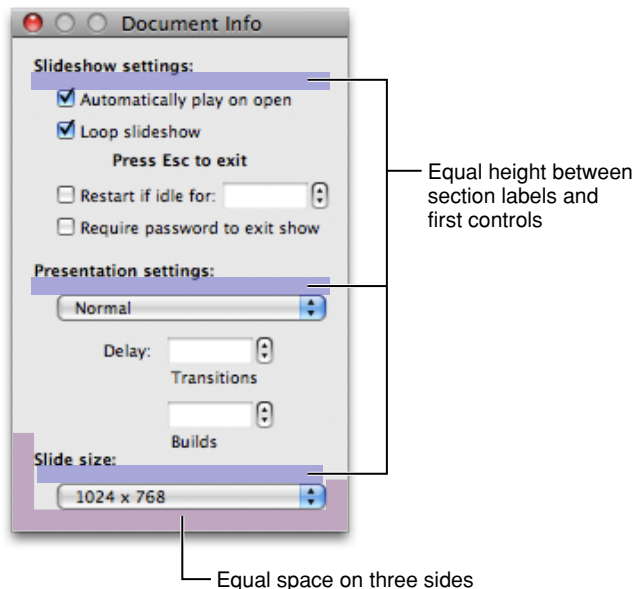 Document Info
Slideshow settings:
Automatically play on open
Loop slideshow
Press Esc to exit
Restart if idle for:
Require password to exit show
Equal height between
section labels and
first controls
Presentation settings:
Normal
Delay:
Transitions
Builds
Slide size:
1024 x 768
Equal space on three sides